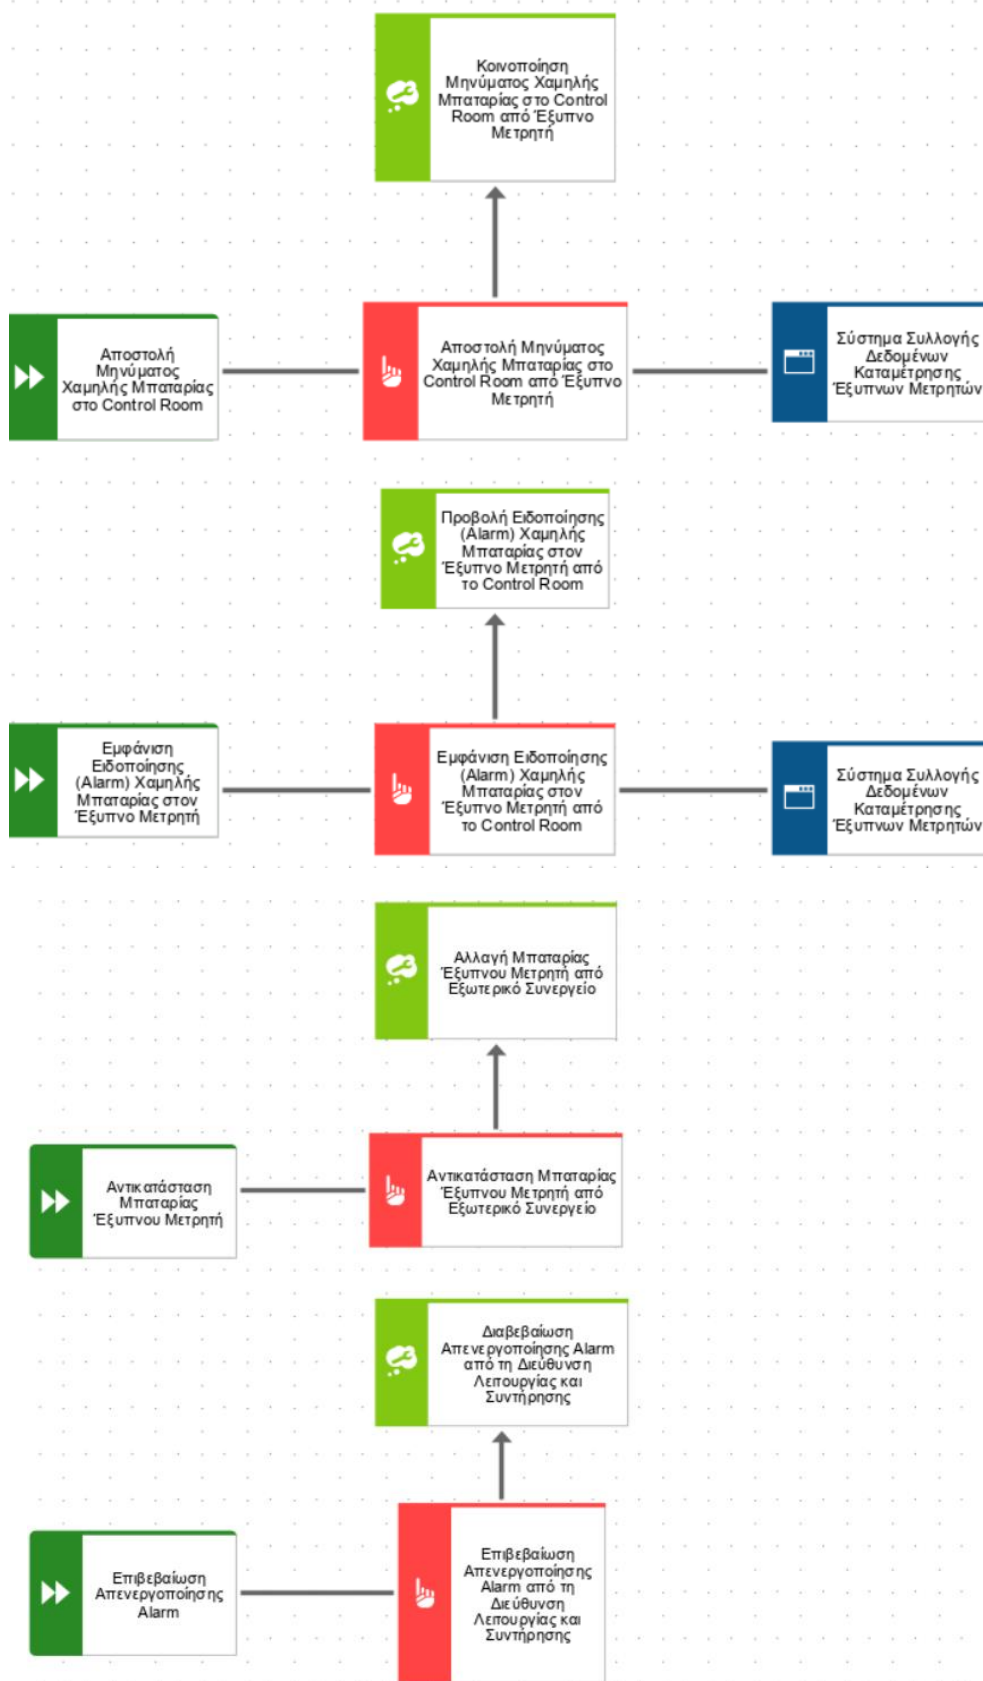 Κοινοποίηση
Μηνύματος Χαμηλής
Μπαταρίας στο Control
Room από Έξυπνο
Μετρητή
Αποστολή
Μηνύματος
Χαμηλής Μπαταρίας
στο Control Room
Αποστολή Μηνύματος
Χαμηλής Μπαταρίας στο
Control Room από Έξυπνο
Μετρητή
Σύστημα Συλλογής
Δεδομένων
Καταμέτρησης
Έξυπνων Μετρητών
Προβολή Ειδοποίησης
(Alarm) Χαμηλής
Μπαταρίας στον
Έξυπνο Μετρητή από
το Control Room
Εμφάνιση
Ειδοποίησης
(Alarm) Χαμηλής
Μπαταρίας στον
Έξυπνο Μετρητή
Εμφάνιση Ειδοποίησης
(Alarm) Χαμηλής
Μπαταρίας στον
Έξυπνο Μετρητή από
το Control Room
Σύστημα Συλλογής
Δεδομένων
Καταμέτρησης
Έξυπνων Μετρητών
Αλλαγή Μπαταρίας
Έξυπνου Μετρητή από
Εξωτερικό Συνεργείο
Αντικατάσταση
Μπαταρίας
Έξυπνου Μετρητή
Αντικατάσταση Μπαταρίας
Έξυπνου Μετρητή από
Εξωτερικό Συνεργείο
Διαβεβαίωση
Απενεργοποίησης Alarm
από τη Διεύθυνση
Λειτουργίας και
Συντήρησης
Επιβεβαίωση
Απενεργοποίησης
Alarm
Επιβεβαίωση
Απενεργοποίησης
Alarm από τη
Διεύθυνση
Λειτουργίας και
Συντήρησης